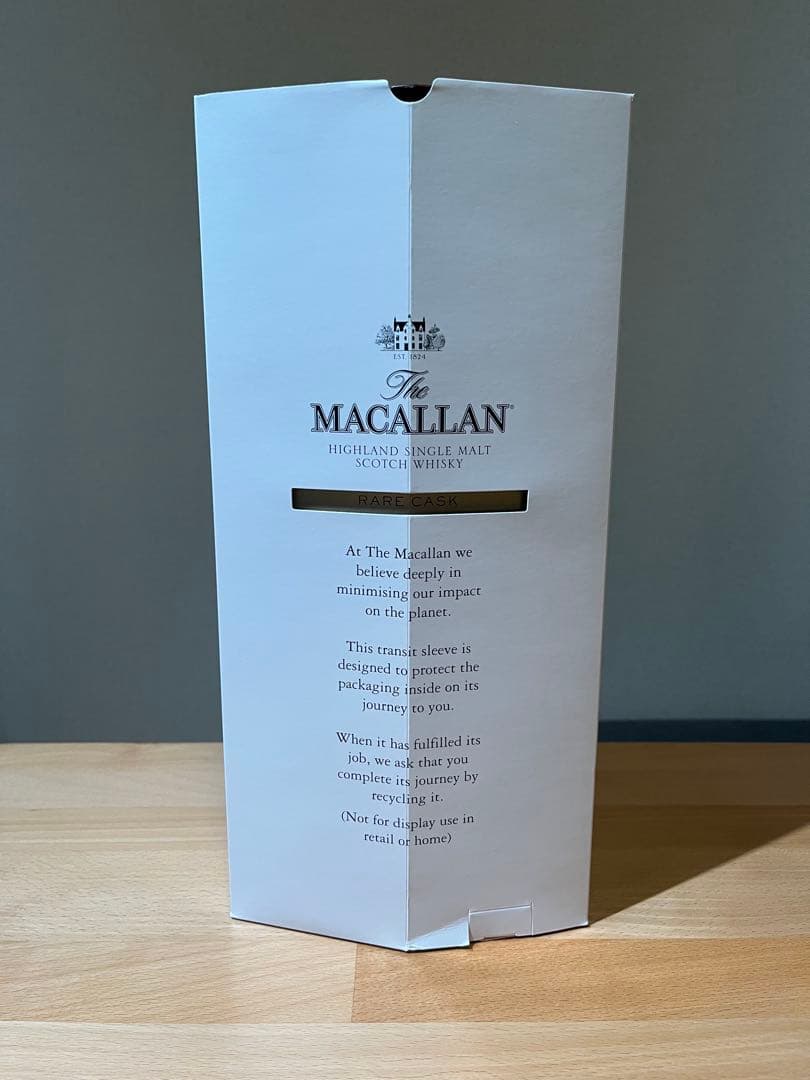 EST. 1824
The
MACALLAN
HIGHLAND SINGLE MALT
SCOTCH WHISKY
RARE CASK
At The Macallan we
believe deeply in
minimising our impact
on the planet.
This transit sleeve is
designed to protect the
packaging inside on its
journey to you.
When it has fulfilled its
job, we ask that you
complete its journey by
recycling it.
(Not for display use in
retail or home)